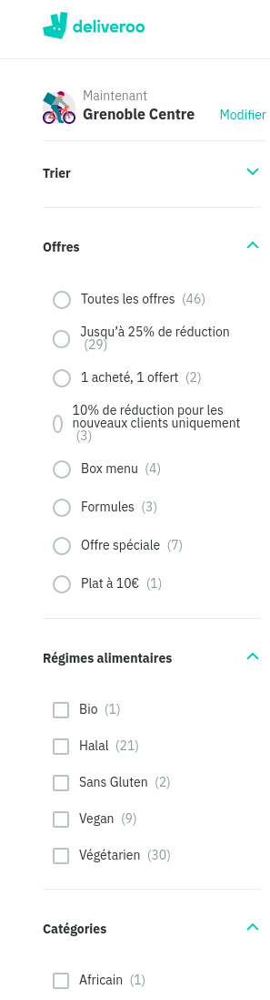 deliveroo
Maintenant
Grenoble Centre
Modifier
Trier
Offres
Toutes les offres (46)
Jusqu'à 25% de réduction
(29)
1 acheté, 1 offert (2)
10% de réduction pour les
nouveaux clients uniquement
(3)
Box menu (4)
Formules (3)
Offre spéciale (7)
Plat à 10€ (1)
Régimes alimentaires
Bio (1)
Halal (21)
Sans Gluten (2)
Vegan (9)
Végétarien (30)
Catégories
Africain (1)